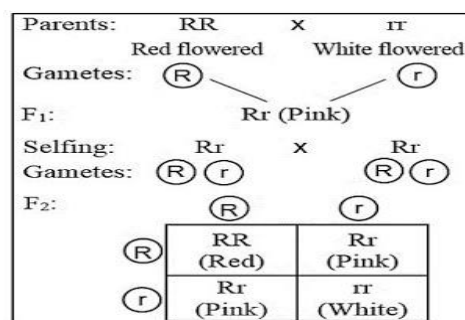 Parents: RR x rr
Red flowered White flowered
Gametes: R r
F₁: Rr (Pink)
Selfing: Rr x Rr
Gametes: R r R r
F₂: R r
R RR Rr
(Red) (Pink)
r Rr rr
(Pink) (White)